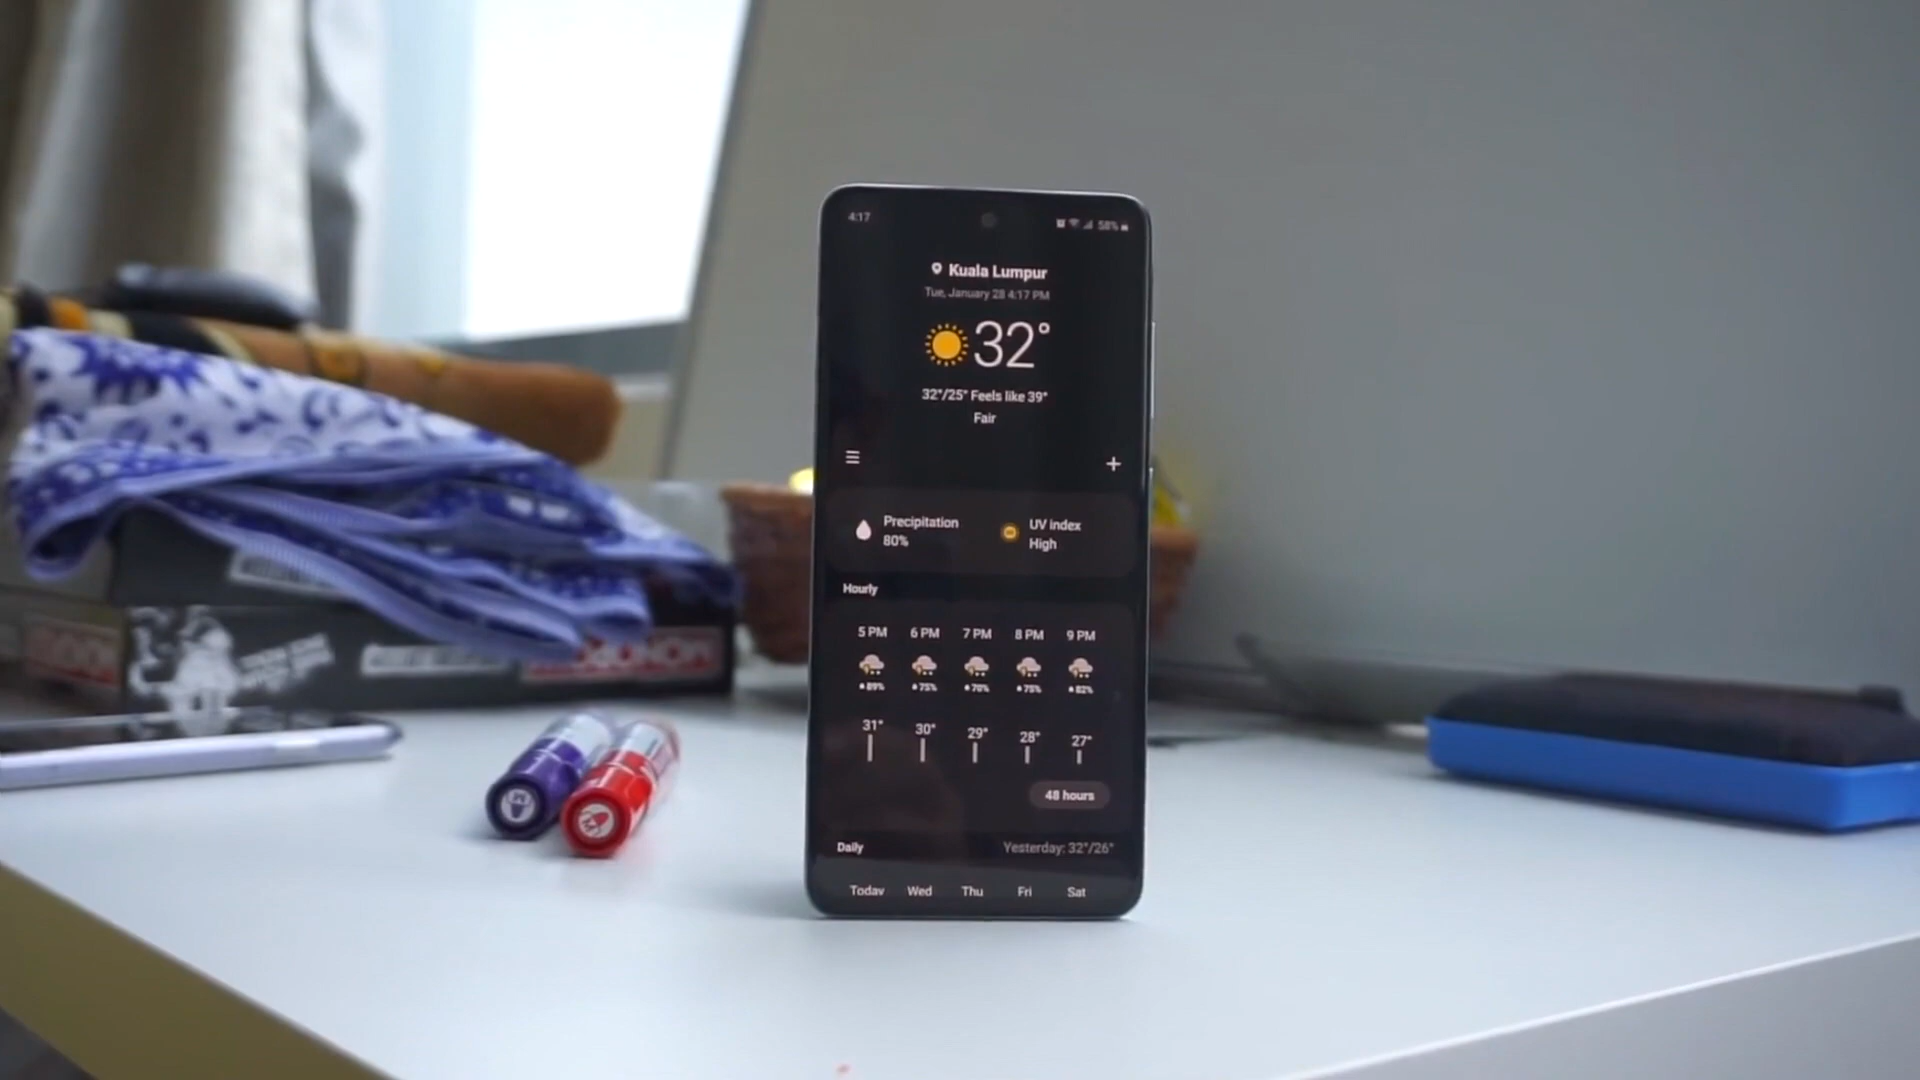 4:17
58%
Kuala Lumpur
Tue, January 28 4:17 PM
32°
32°/25° Feels like 39°
Fair
Precipitation
80%
UV index
High
Hourly
5 PM 6 PM 7 PM 8 PM 9 PM
89% 75% 70% 75% 82%
31° 30° 29° 28° 27°
48 hours
Daily
Yesterday: 32°/26°
Today Wed Thu Fri Sat